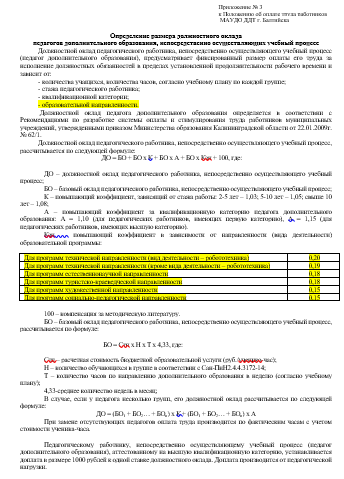 Приложение № 3
к Положению об оплате труда работников
МАУДО ДДТ г. Балтийска
Определение размера должностного оклада
педагогов дополнительного образования, непосредственно осуществляющих учебный процесс
Должностной оклад педагогического работника, непосредственно осуществляющего учебный процесс
(педагог дополнительного образования), предусматривает фиксированный размер оплаты его труда за
исполнение должностных обязанностей в пределах установленной продолжительности рабочего времени и
зависит от:
- количества учащихся, количества часов, согласно учебному плану по каждой группе;
- стажа педагогического работника;
- квалификационной категории;
- образовательной направленности.
Должностной оклад педагога дополнительного образования определяется в соответствии с
Рекомендациями по разработке системы оплаты и стимулирования труда работников муниципальных
учреждений, утвержденными приказом Министерства образования Калининградской области от 22.01.2009г.
№ 62/1.
Должностной оклад педагогического работника, непосредственно осуществляющего учебный процесс,
рассчитывается по следующей формуле:
ДО = БО + БО x К + БО x А + БО x Кнн + 100, где:
ДО – должностной оклад педагогического работника, непосредственно осуществляющего учебный
процесс;
БО – базовый оклад педагогического работника, непосредственно осуществляющего учебный процесс;
К – повышающий коэффициент, зависящий от стажа работы: 2-5 лет – 1,03; 5-10 лет – 1,05; свыше 10
лет – 1,08;
А – повышающий коэффициент за квалификационную категорию педагога дополнительного
образования: А = 1,10 (для педагогических работников, имеющих первую категорию), А = 1,15 (для
педагогических работников, имеющих высшую категорию).
повышающий коэффициент в зависимости от направленности (вида деятельности)
образовательной программы:
Для программ технической направленности (вид деятельности – робототехника) 0,20
Для программ технической направленности (кроме вида деятельности – робототехника) 0,19
Для программ естественнонаучной направленности 0,18
Для программ туристско-краеведческой направленности 0,18
Для программ художественной направленности 0,15
Для программ социально-педагогической направленности 0,15
100 – компенсация за методическую литературу.
БО – базовый оклад педагогического работника, непосредственно осуществляющего учебный процесс,
рассчитывается по формуле:
БО = Стп x Н x Т x 4,33, где:
Стп – расчетная стоимость бюджетной образовательной услуги (руб./ученико-час);
Н – количество обучающихся в группе в соответствии с Сан-ПиН2.4.4.3172-14;
Т – количество часов по направлению дополнительного образования в неделю (согласно учебному
плану);
4,33-среднее количество недель в месяц;
В случае, если у педагога несколько групп, его должностной оклад рассчитывается по следующей
формуле:
ДО = (БО₁ + БО₂… + БОₙ) x К + (БО₁ + БО₂… + БОₙ) x А
При замене отсутствующих педагогов оплата труда производится по фактическим часам с учетом
стоимости ученика-часа.
Педагогическому работнику, непосредственно осуществляющему учебный процесс (педагог
дополнительного образования), аттестованному на высшую квалификационную категорию, устанавливается
доплата в размере 1000 рублей к одной ставке должностного оклада. Доплата производится от педагогической
нагрузки.